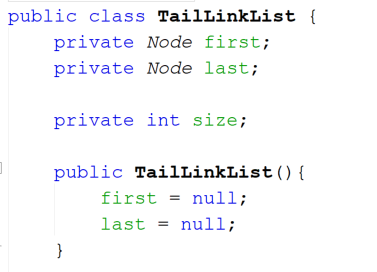 public class TailLinkList {
private Node first;
private Node last;
private int size;
public TailLinkList(){
first = null;
last = null;
}